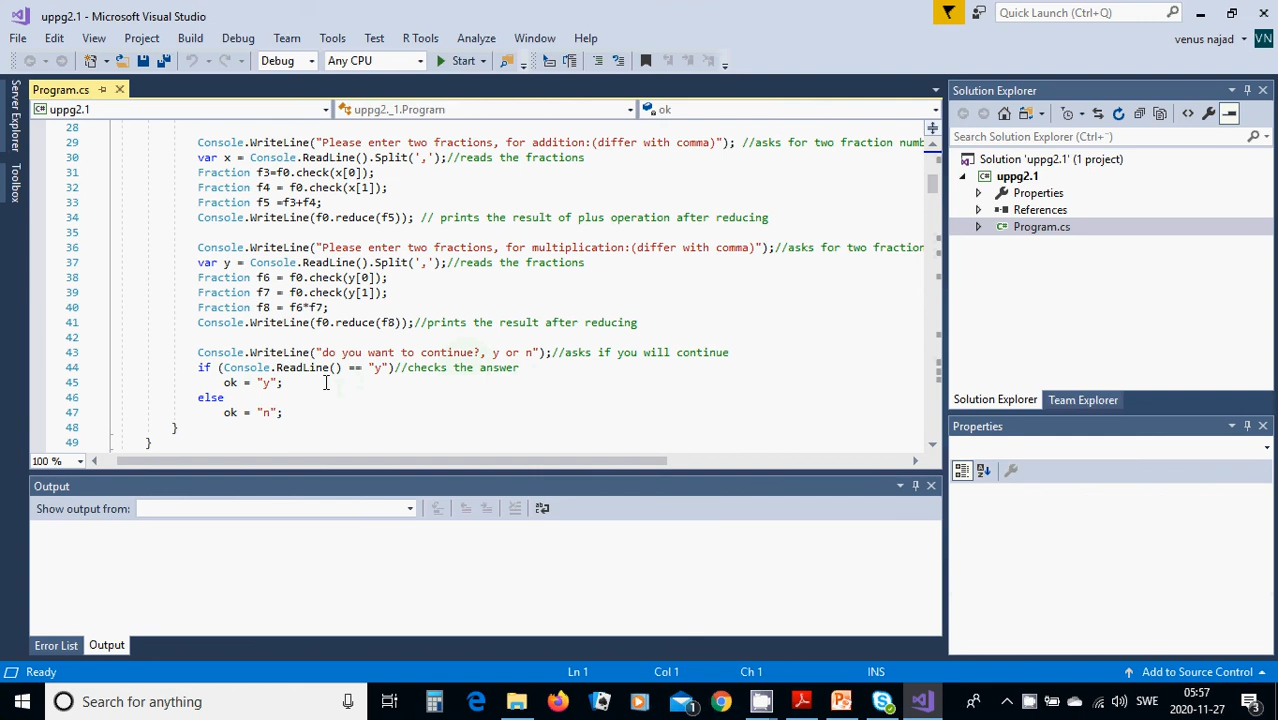 uppg2.1 - Microsoft Visual Studio
Quick Launch (Ctrl+Q)
File Edit View Project Build Debug Team Tools Test R Tools Analyze Window Help
venus najad
VN
Debug
Any CPU
Start
Server Explorer
Toolbox
Program.cs
uppg2.1
uppg2._1.Program
ok
28
29 Console.WriteLine("Please enter two fractions, for addition:(differ with comma)"); //asks for two fraction numb
30 var x = Console.ReadLine().Split(',');//reads the fractions
31 Fraction f3=f0.check(x[0]);
32 Fraction f4 = f0.check(x[1]);
33 Fraction f5 =f3+f4;
34 Console.WriteLine(f0.reduce(f5)); // prints the result of plus operation after reducing
35
36 Console.WriteLine("Please enter two fractions, for multiplication:(differ with comma)");//asks for two fraction
37 var y = Console.ReadLine().Split(',');//reads the fractions
38 Fraction f6 = f0.check(y[0]);
39 Fraction f7 = f0.check(y[1]);
40 Fraction f8 = f6*f7;
41 Console.WriteLine(f0.reduce(f8));//prints the result after reducing
42
43 Console.WriteLine("do you want to continue?, y or n");//asks if you will continue
44 if (Console.ReadLine() == "y")//checks the answer
45 ok = "y";
46 else
47 ok = "n";
48 }
49 }
100 %
Output
Show output from:
Error List
Output
Solution Explorer
Search Solution Explorer (Ctrl+¨)
Solution 'uppg2.1' (1 project)
uppg2.1
Properties
References
Program.cs
Solution Explorer
Team Explorer
Properties
Ready
Ln 1
Col 1
Ch 1
INS
Add to Source Control
Search for anything
1
SWE
05:57
2020-11-27
3